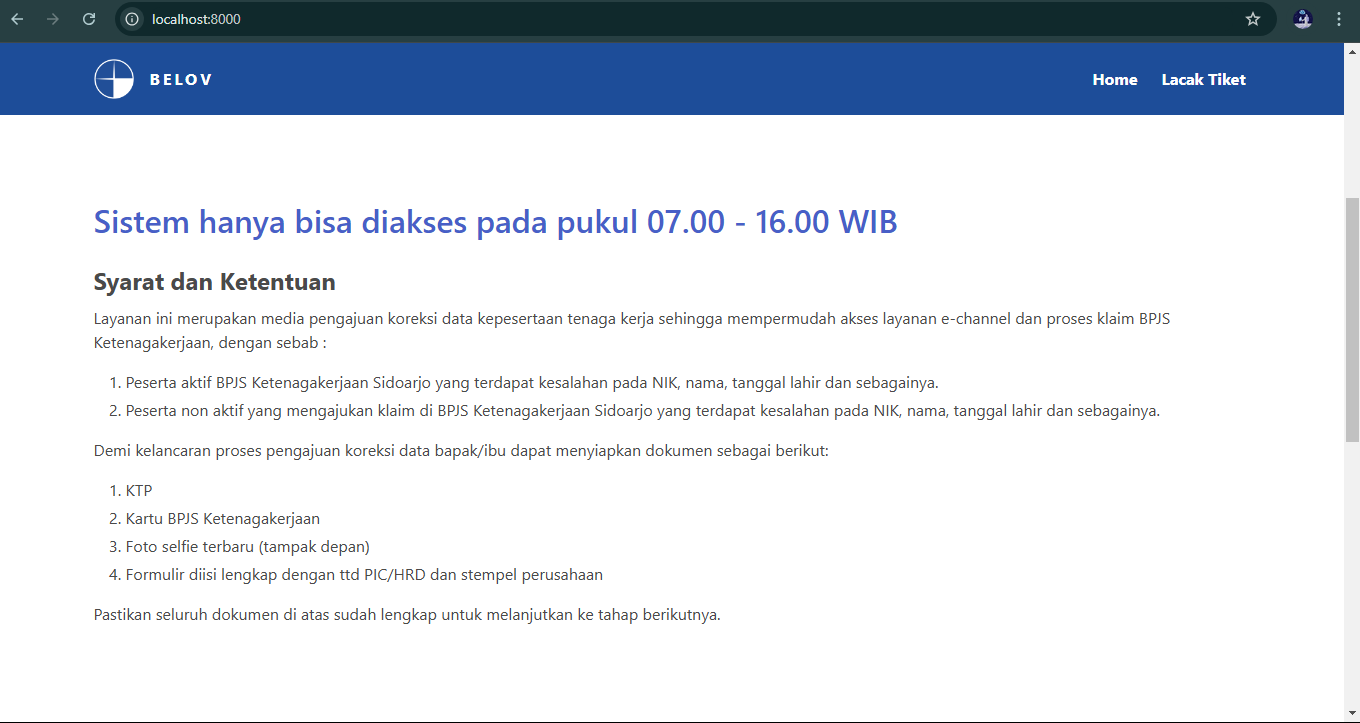 localhost:8000
BELOV
Home
Lacak Tiket
Sistem hanya bisa diakses pada pukul 07.00 - 16.00 WIB
Syarat dan Ketentuan
Layanan ini merupakan media pengajuan koreksi data kepesertaan tenaga kerja sehingga mempermudah akses layanan e-channel dan proses klaim BPJS
Ketenagakerjaan, dengan sebab :
1. Peserta aktif BPJS Ketenagakerjaan Sidoarjo yang terdapat kesalahan pada NIK, nama, tanggal lahir dan sebagainya.
2. Peserta non aktif yang mengajukan klaim di BPJS Ketenagakerjaan Sidoarjo yang terdapat kesalahan pada NIK, nama, tanggal lahir dan sebagainya.
Demi kelancaran proses pengajuan koreksi data bapak/ibu dapat menyiapkan dokumen sebagai berikut:
1. KTP
2. Kartu BPJS Ketenagakerjaan
3. Foto selfie terbaru (tampak depan)
4. Formulir diisi lengkap dengan ttd PIC/HRD dan stempel perusahaan
Pastikan seluruh dokumen di atas sudah lengkap untuk melanjutkan ke tahap berikutnya.